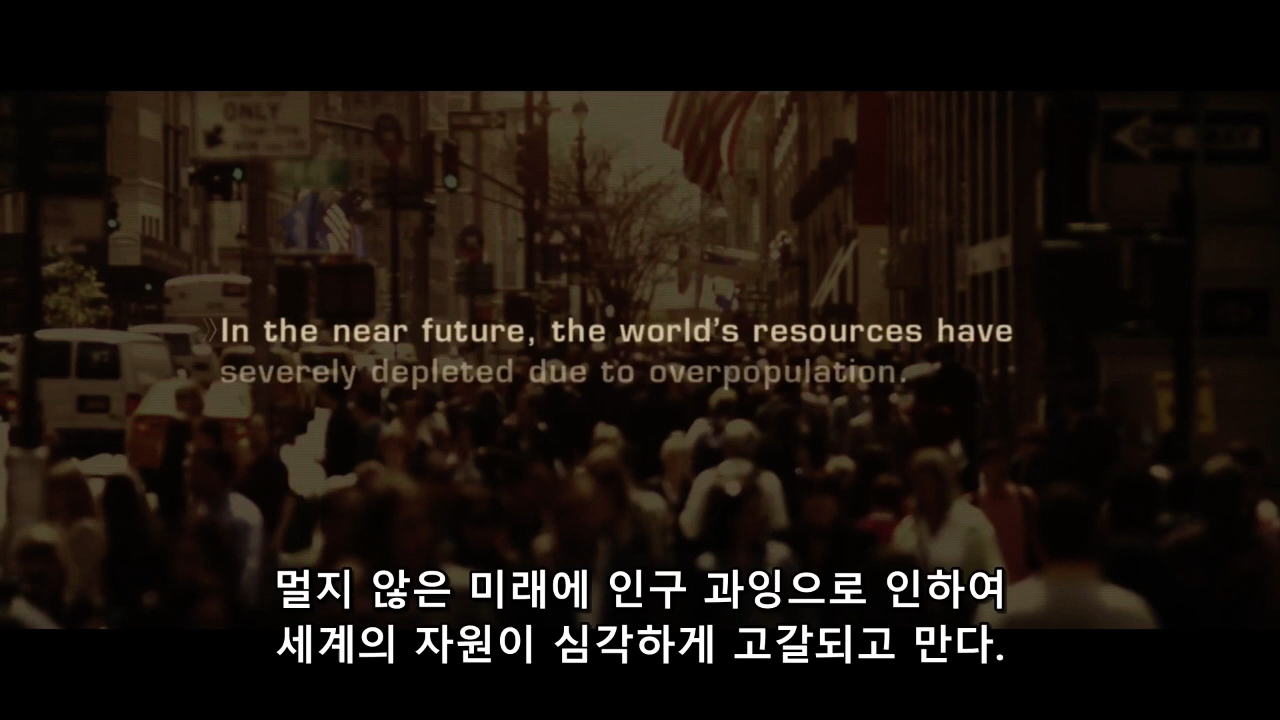 ONLY
»In the near future, the world's resources have
severely depleted due to overpopulation.
멀지 않은 미래에 인구 과잉으로 인하여
세계의 자원이 심각하게 고갈되고 만다.